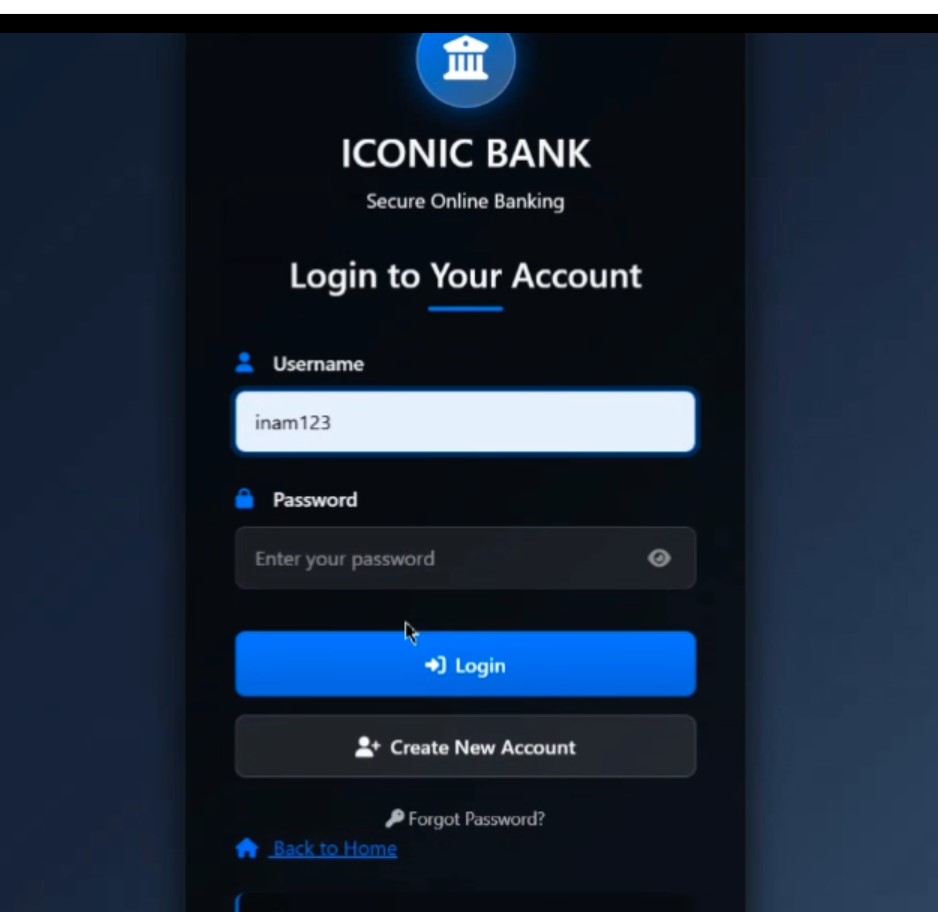 ICONIC BANK
Secure Online Banking
Login to Your Account
Username
inam123
Password
Enter your password
Login
Create New Account
Forgot Password?
Back to Home